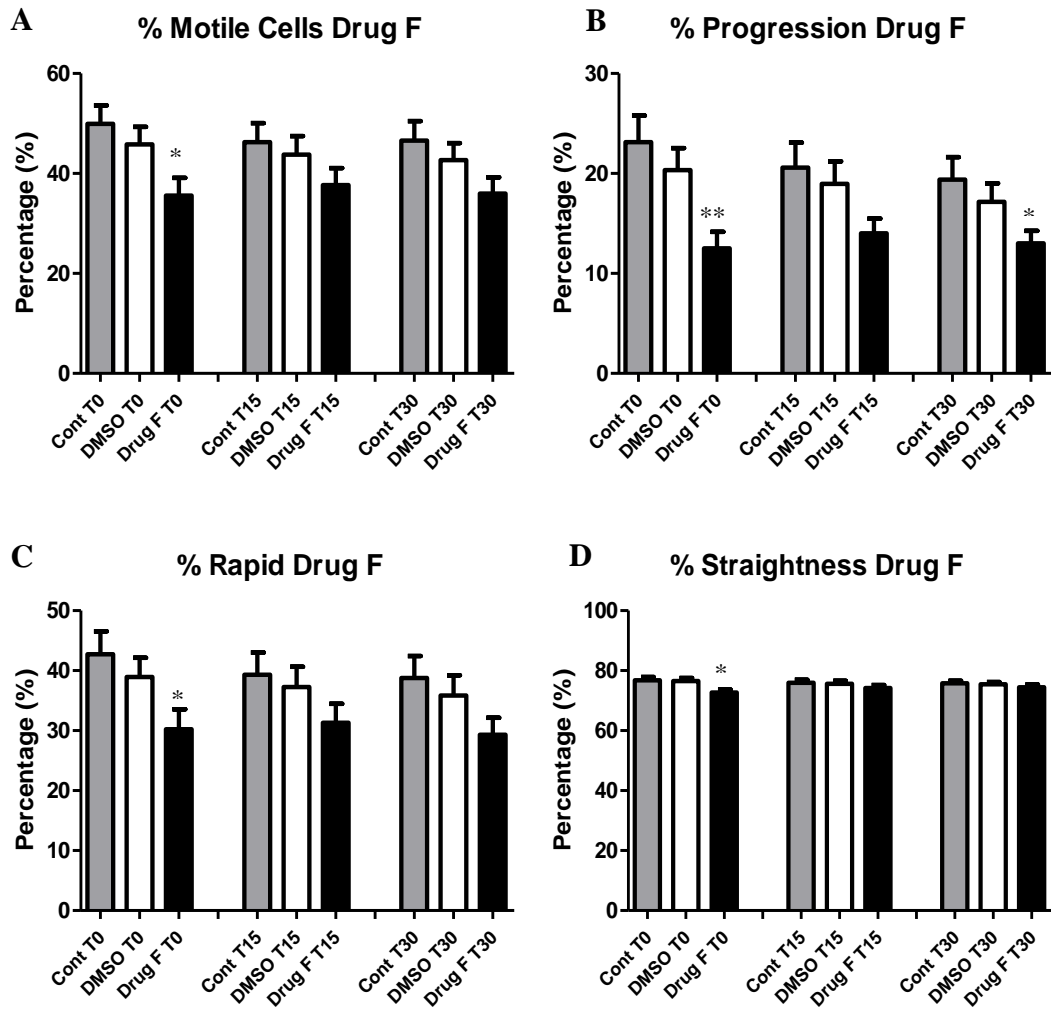 A
% Motile Cells Drug F
Percentage (%)
60
40
20
0
*
Cont T0
DMSO T0
Drug F T0
Cont T15
DMSO T15
Drug F T15
Cont T30
DMSO T30
Drug F T30
B
% Progression Drug F
Percentage (%)
30
20
10
0
**
*
Cont T0
DMSO T0
Drug F T0
Cont T15
DMSO T15
Drug F T15
Cont T30
DMSO T30
Drug F T30
C
% Rapid Drug F
Percentage (%)
50
40
30
20
10
0
*
Cont T0
DMSO T0
Drug F T0
Cont T15
DMSO T15
Drug F T15
Cont T30
DMSO T30
Drug F T30
D
% Straightness Drug F
Percentage (%)
100
80
60
40
20
0
*
Cont T0
DMSO T0
Drug F T0
Cont T15
DMSO T15
Drug F T15
Cont T30
DMSO T30
Drug F T30